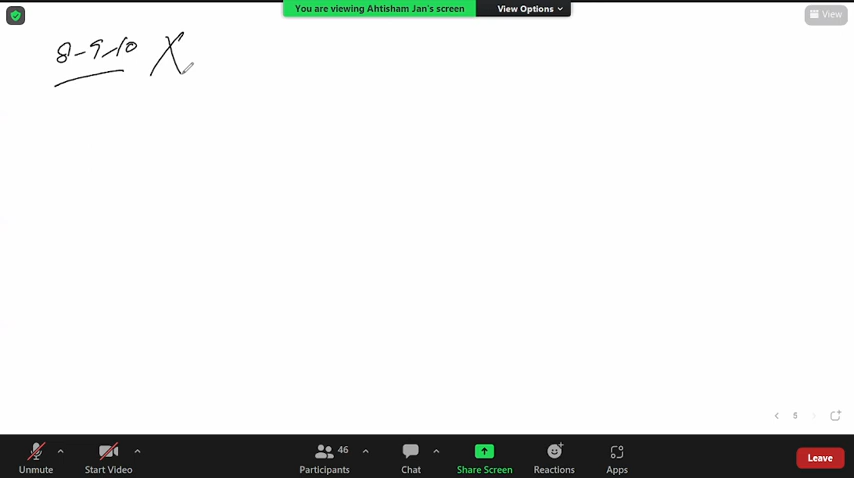 You are viewing Ahtisham Jan's screen
View Options
View
8-9-10 X
5
Unmute
Start Video
46
Participants
Chat
Share Screen
Reactions
Apps
Leave